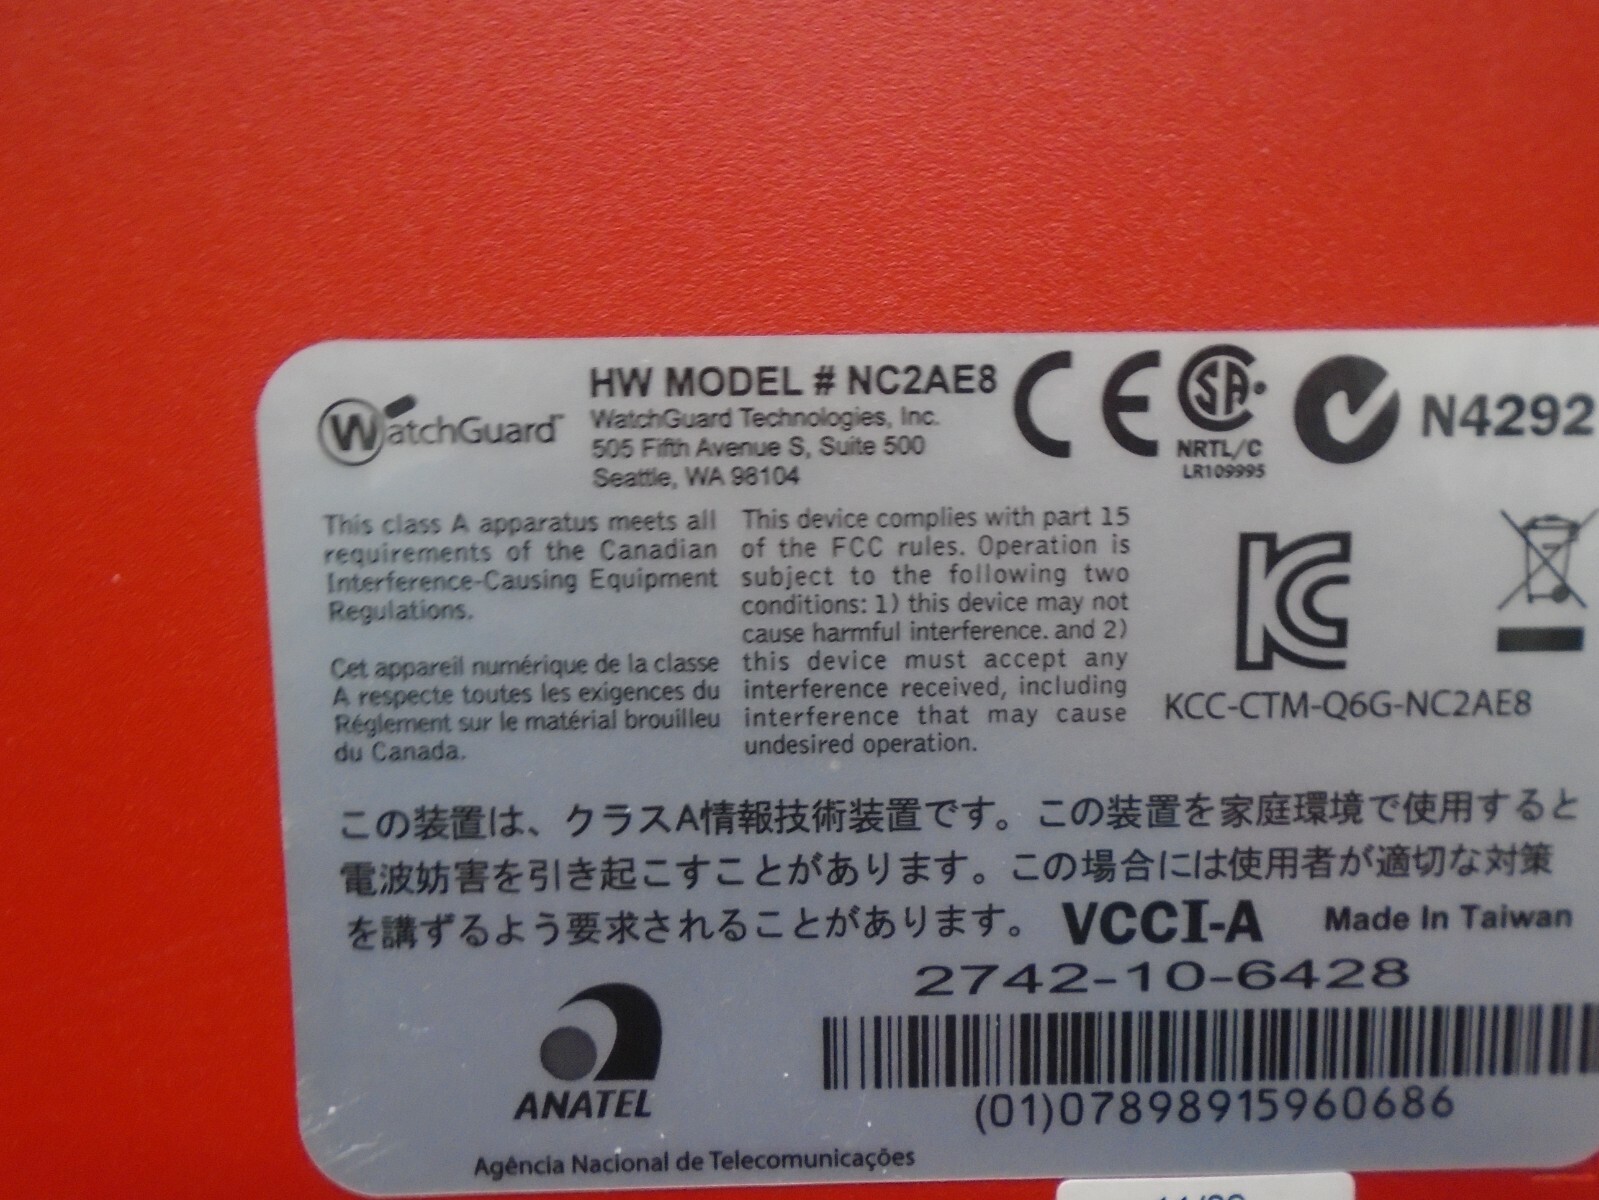 WatchGuard™
HW MODEL # NC2AE8
WatchGuard Technologies, Inc.
505 Fifth Avenue S, Suite 500
Seattle, WA 98104
CE
SA
NRTL/C
LR109995
N4292
This class A apparatus meets all
requirements of the Canadian
Interference-Causing Equipment
Regulations.
Cet appareil numérique de la classe
A respecte toutes les exigences du
Réglement sur le matérial brouilleu
du Canada.
This device complies with part 15
of the FCC rules. Operation is
subject to the following two
conditions: 1) this device may not
cause harmful interference. and 2)
this device must accept any
interference received, including
interference that may cause
undesired operation.
KC
KCC-CTM-Q6G-NC2AE8
この装置は、クラスA情報技術装置です。この装置を家庭環境で使用すると
電波妨害を引き起こすことがあります。この場合には使用者が適切な対策
を講ずるよう要求されることがあります。 VCCI-A Made In Taiwan
2742-10-6428
(01)07898915960686
ANATEL
Agência Nacional de Telecomunicações